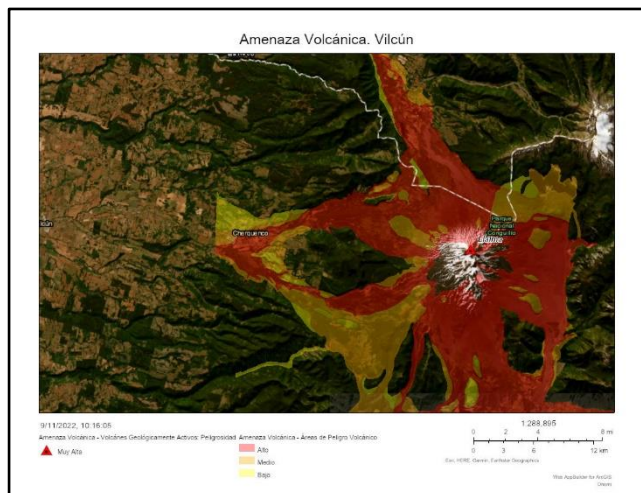 Amenaza Volcánica. Vilcún
Cherquenco
Parque
Nacional
Conguillío
Llaima
9/11/2022, 10:16:05
Amenaza Volcánica - Volcánes Geológicamente Activos: Peligrosidad
Muy Alta
Amenaza Volcánica - Áreas de Peligro Volcánico
Alto
Medio
Bajo
1:288,895
0 2 4 8 mi
0 3 6 12 km
Esri, HERE, Garmin, Earthstar Geographics
Web AppBuilder for ArcGIS